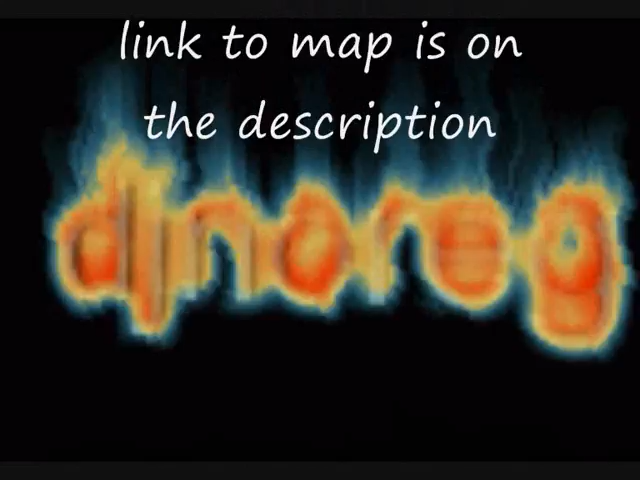 link to map is on
the description
djnoreg